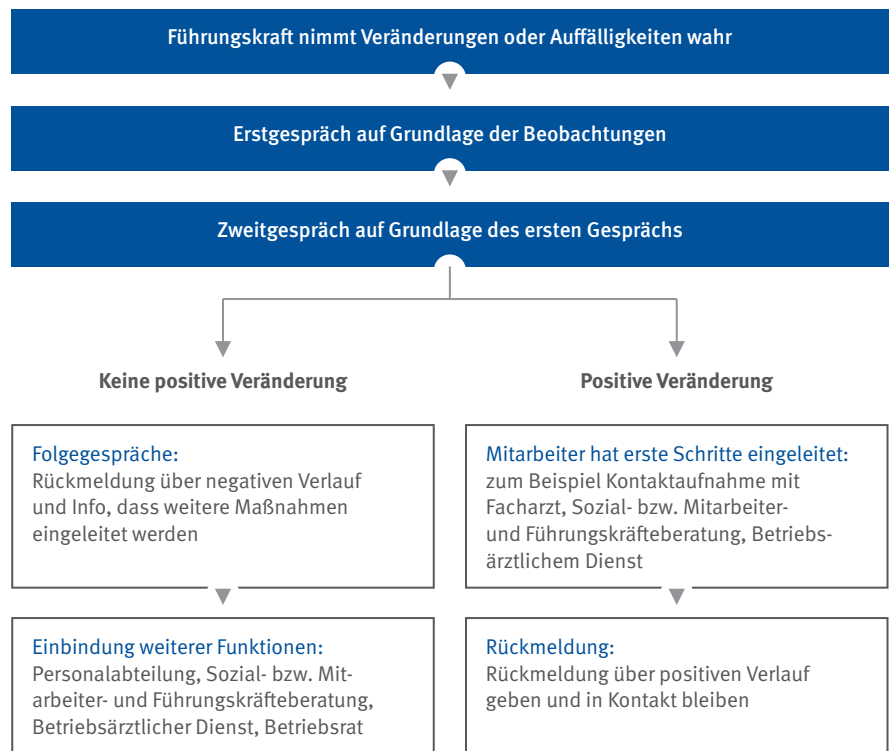 Führungskraft nimmt Veränderungen oder Auffälligkeiten wahr
Erstgespräch auf Grundlage der Beobachtungen
Zweitgespräch auf Grundlage des ersten Gesprächs
Keine positive Veränderung
Folgegespräche:
Rückmeldung über negativen Verlauf
und Info, dass weitere Maßnahmen
eingeleitet werden
Einbindung weiterer Funktionen:
Personalabteilung, Sozial- bzw. Mit-
arbeiter- und Führungskräfteberatung,
Betriebsärztlicher Dienst, Betriebsrat
Positive Veränderung
Mitarbeiter hat erste Schritte eingeleitet:
zum Beispiel Kontaktaufnahme mit
Facharzt, Sozial- bzw. Mitarbeiter-
und Führungskräfteberatung, Betriebs-
ärztlichem Dienst
Rückmeldung:
Rückmeldung über positiven Verlauf
geben und in Kontakt bleiben